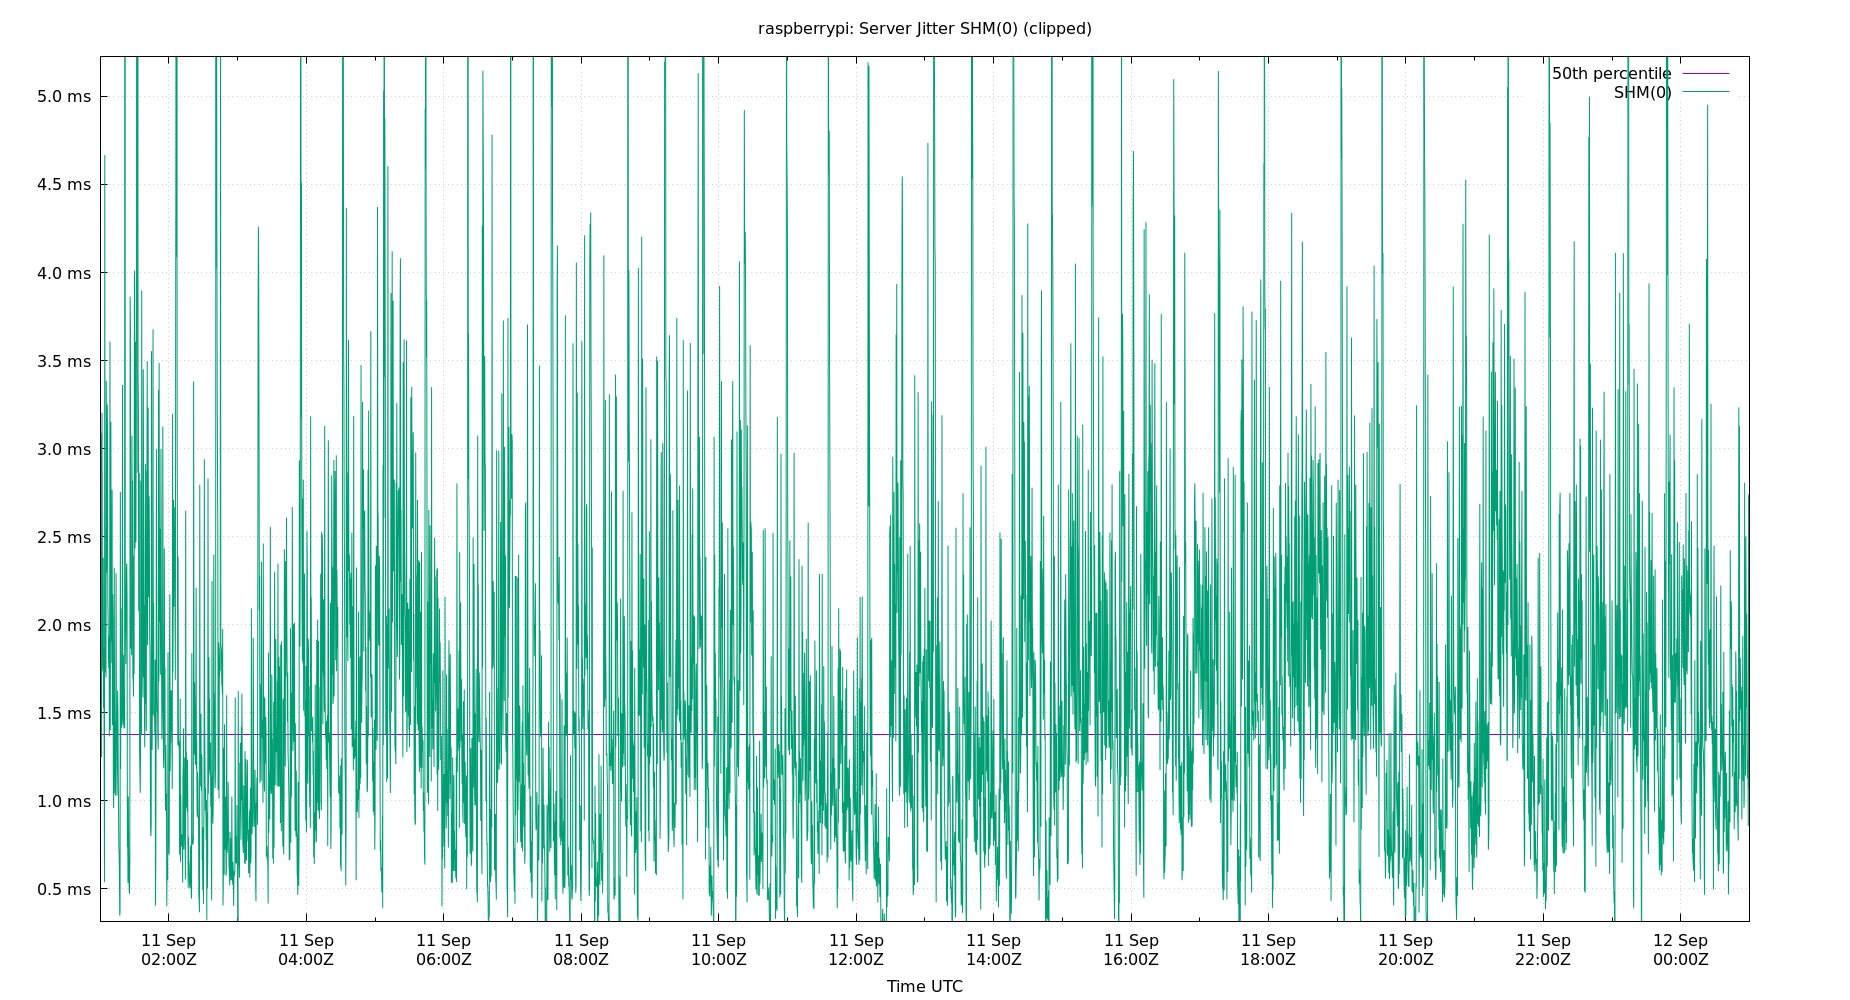 raspberrypi: Server Jitter SHM(0) (clipped)
50th percentile
SHM(0)
5.0 ms
4.5 ms
4.0 ms
3.5 ms
3.0 ms
2.5 ms
2.0 ms
1.5 ms
1.0 ms
0.5 ms
11 Sep 11 Sep 11 Sep 11 Sep 11 Sep 11 Sep 11 Sep 11 Sep 11 Sep 11 Sep 11 Sep 12 Sep
02:00Z 04:00Z 06:00Z 08:00Z 10:00Z 12:00Z 14:00Z 16:00Z 18:00Z 20:00Z 22:00Z 00:00Z
Time UTC